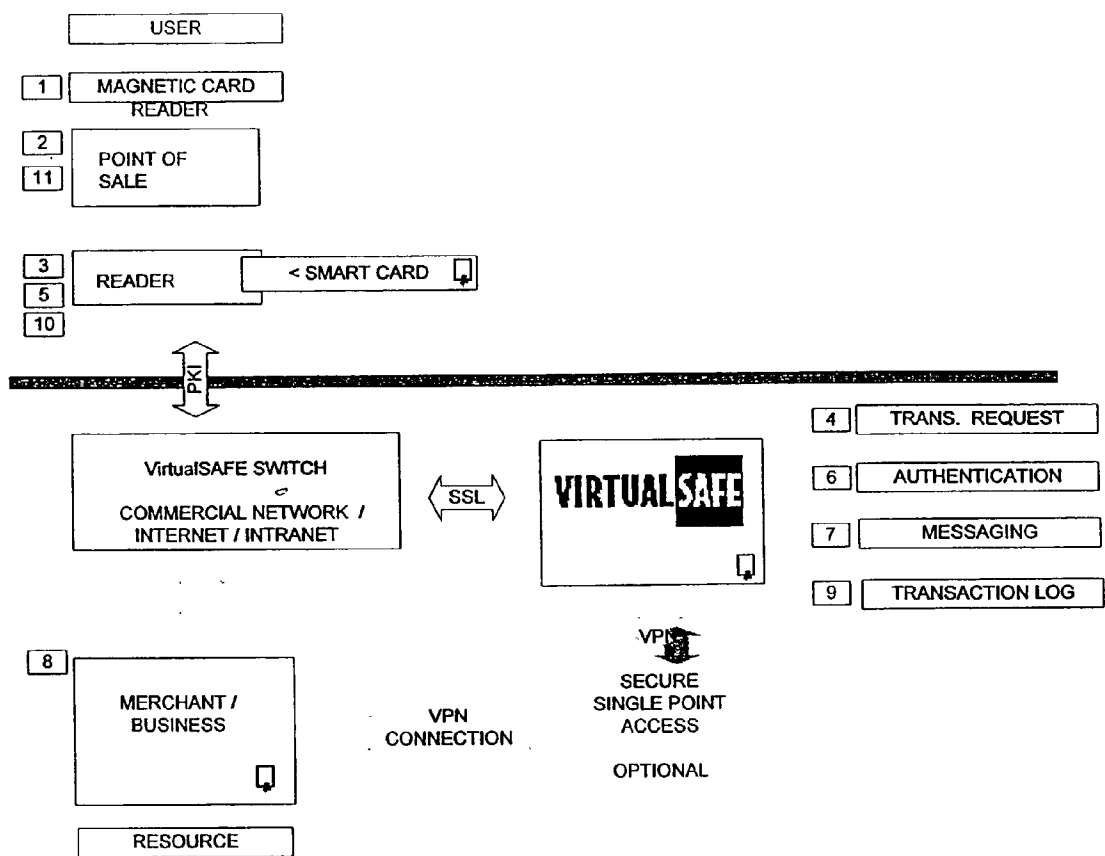 USER
1
MAGNETIC CARD
READER
2
11
POINT OF
SALE
3
5
10
READER
< SMART CARD
PKI
VirtualSAFE SWITCH
COMMERCIAL NETWORK /
INTERNET / INTRANET
SSL
VIRTUALSAFE
4 TRANS. REQUEST
6 AUTHENTICATION
7 MESSAGING
9 TRANSACTION LOG
8
MERCHANT /
BUSINESS
VPN
CONNECTION
VPN
SECURE
SINGLE POINT
ACCESS
OPTIONAL
RESOURCE